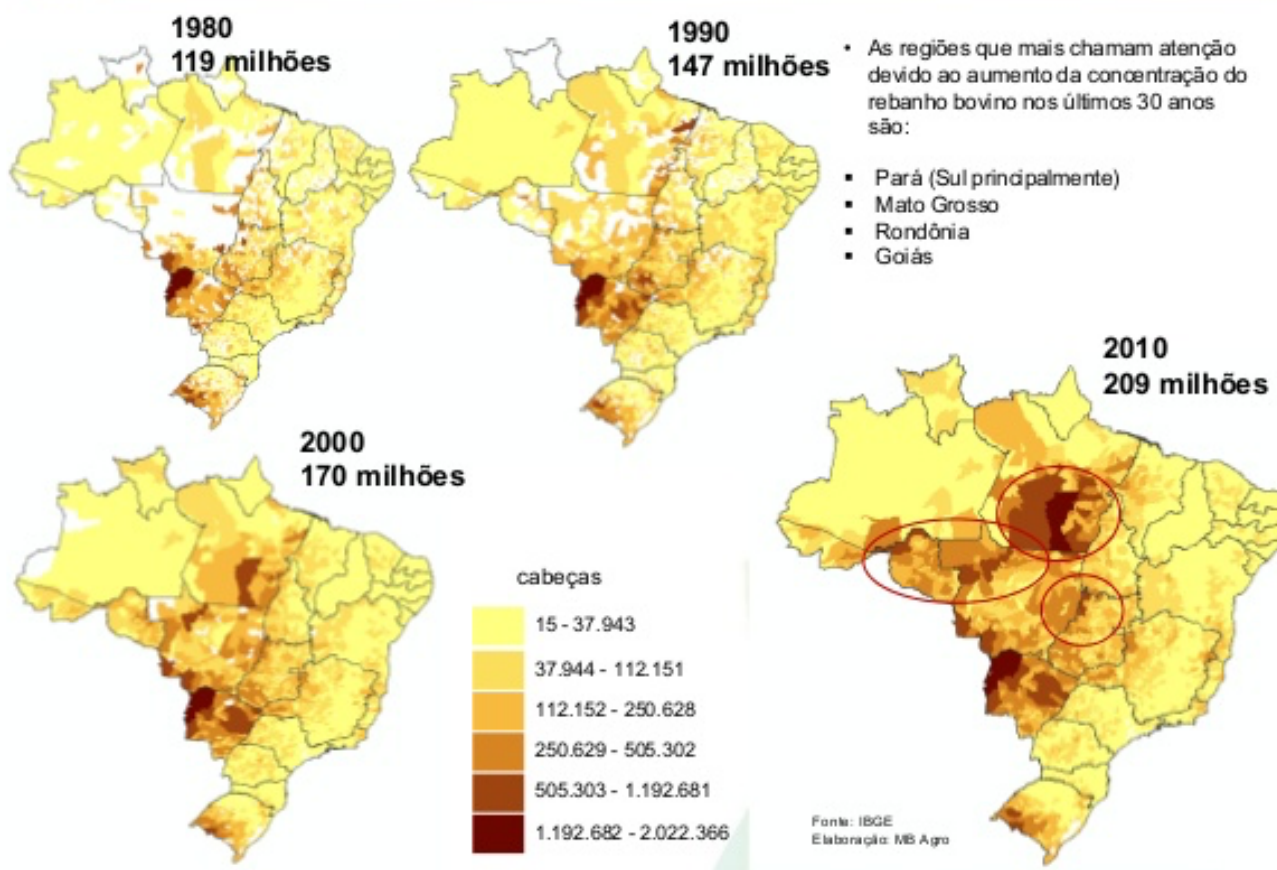 1980
119 milhões
1990
147 milhões
• As regiões que mais chamam atenção
devido ao aumento da concentração do
rebanho bovino nos últimos 30 anos
são:
▪ Pará (Sul principalmente)
▪ Mato Grosso
▪ Rondônia
▪ Goiás
2010
209 milhões
2000
170 milhões
cabeças
15 - 37.943
37.944 - 112.151
112.152 - 250.628
250.629 - 505.302
505.303 - 1.192.681
1.192.682 - 2.022.366
Fonte: IBGE
Elaboração: MB Agro